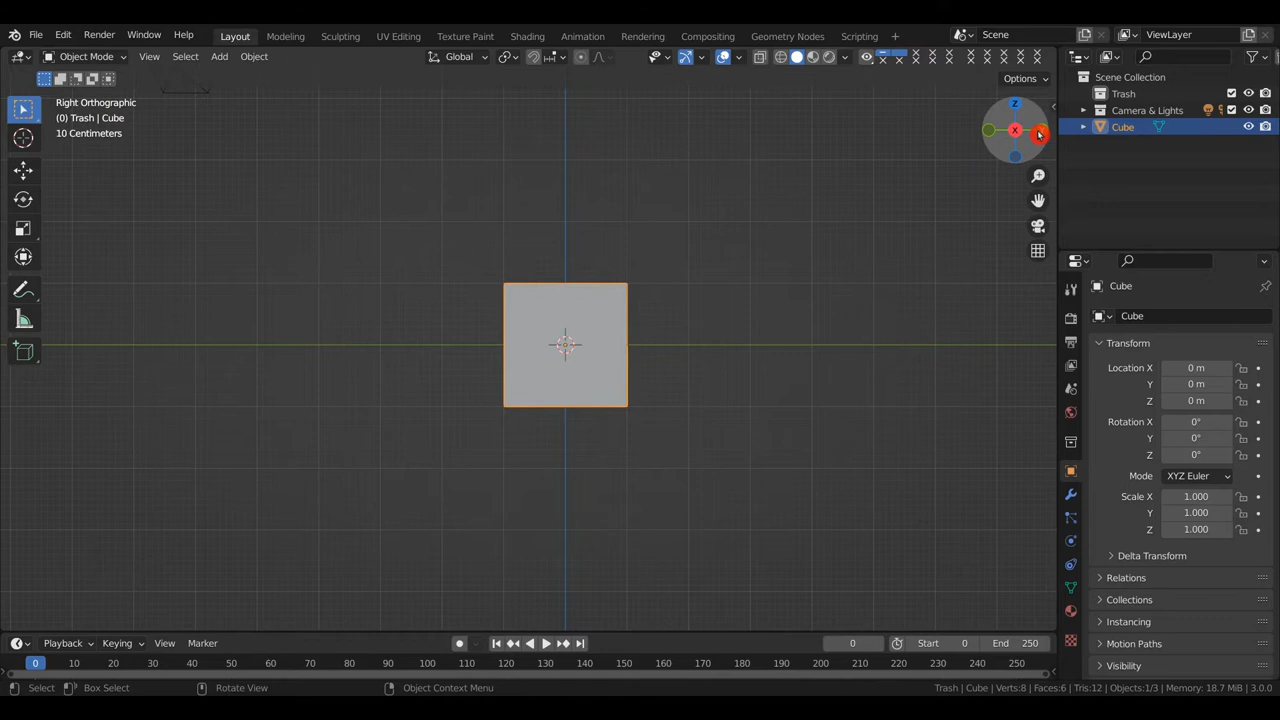 File Edit Render Window Help Layout Modeling Sculpting UV Editing Texture Paint Shading Animation Rendering Compositing Geometry Nodes Scripting + Scene ViewLayer
Object Mode View Select Add Object Global
Options
Right Orthographic
(0) Trash | Cube
10 Centimeters
Z
X
Scene Collection
Trash
Camera & Lights
Cube
Cube
Cube
Transform
Location X 0 m
Y 0 m
Z 0 m
Rotation X 0°
Y 0°
Z 0°
Mode XYZ Euler
Scale X 1.000
Y 1.000
Z 1.000
Delta Transform
Relations
Collections
Instancing
Motion Paths
Visibility
Playback Keying View Marker 0 Start 0 End 250
0 10 20 30 40 50 60 70 80 90 100 110 120 130 140 150 160 170 180 190 200 210 220 230 240 250
Select Box Select Rotate View Object Context Menu Trash | Cube | Verts:8 | Faces:6 | Tris:12 | Objects:1/3 | Memory: 18.7 MiB | 3.0.0